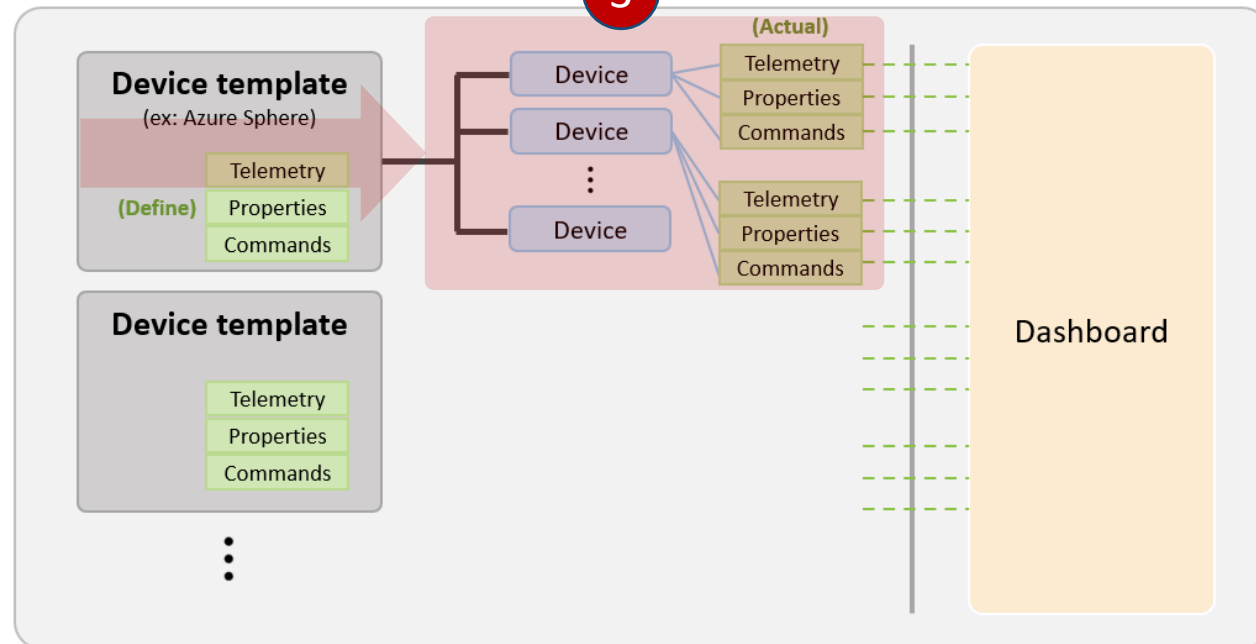 Device template
(ex: Azure Sphere)
Telemetry
(Define)
Properties
Commands
Device template
Telemetry
Properties
Commands
Device
Device
Device
(Actual)
Telemetry
Properties
Commands
Telemetry
Properties
Commands
Dashboard